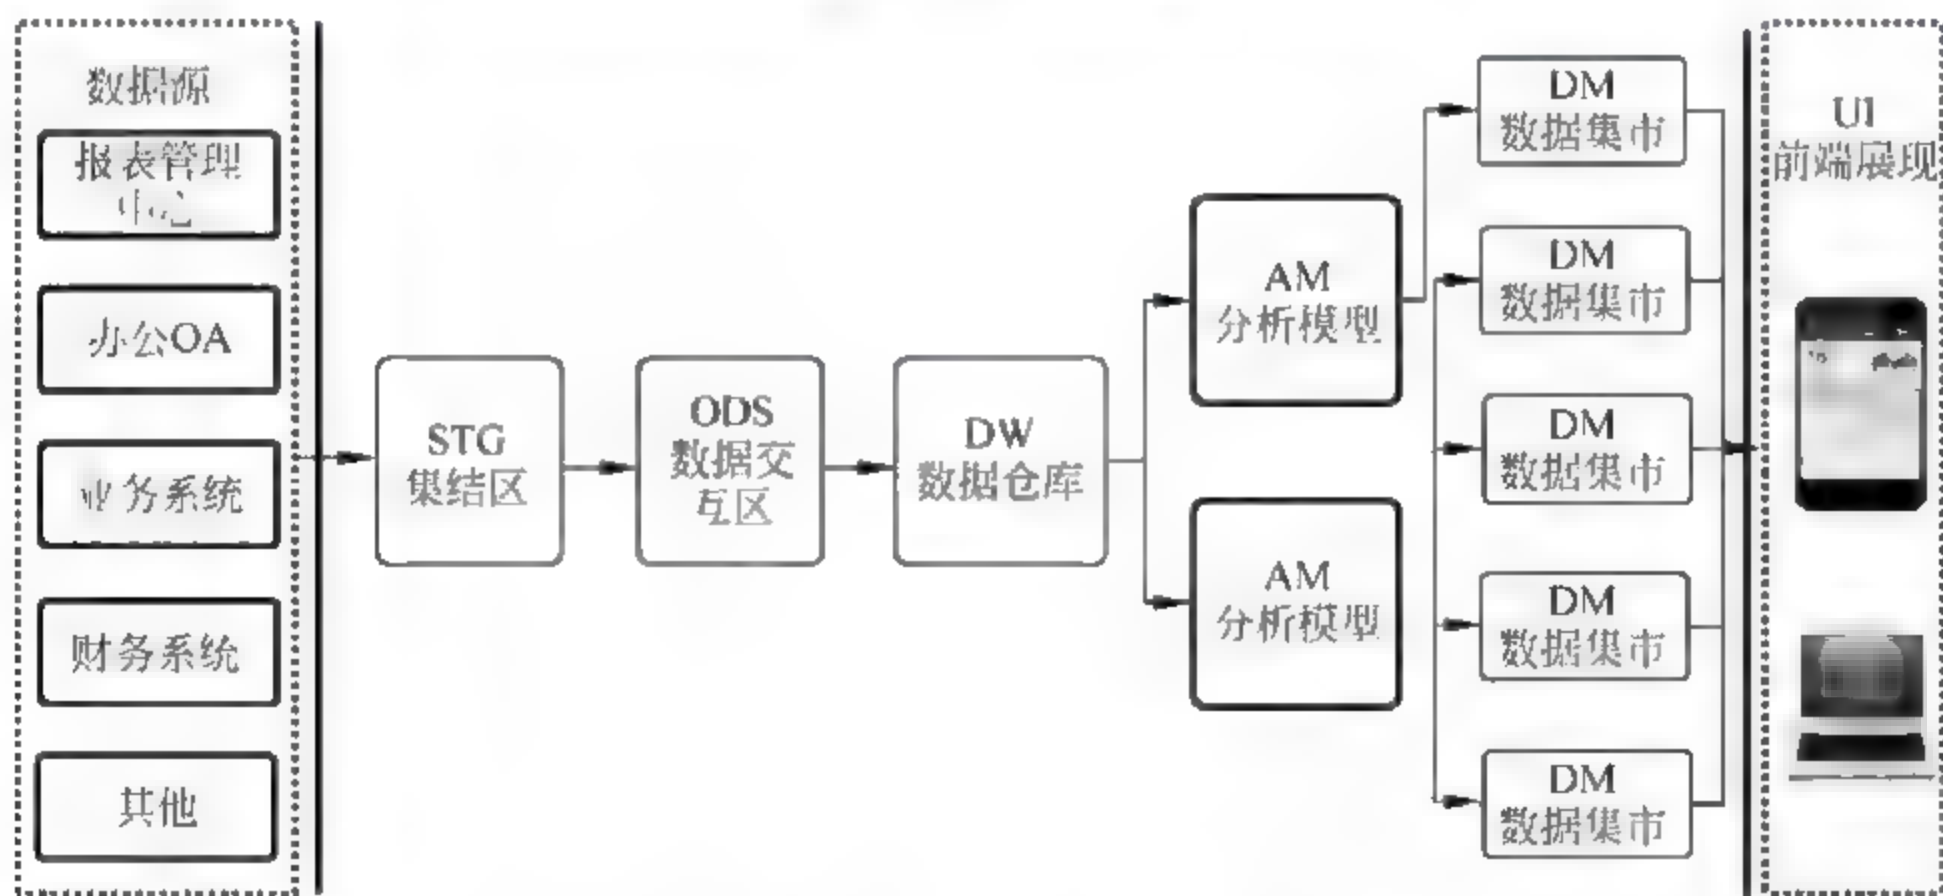 数据源
报表管理
中心
办公OA
业务系统
财务系统
其他
STG
集结区
ODS
数据交
互区
DW
数据仓库
AM
分析模型
AM
分析模型
DM
数据集市
DM
数据集市
DM
数据集市
DM
数据集市
DM
数据集市
UI
前端展现